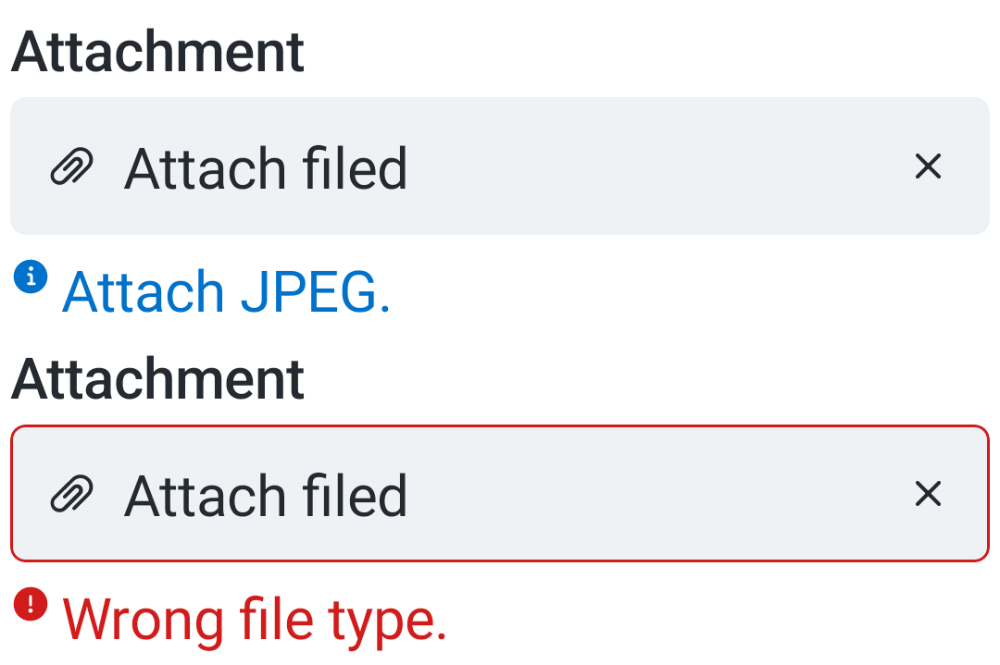 Attachment
Attach filed
Attach JPEG.
Attachment
Attach filed
Wrong file type.